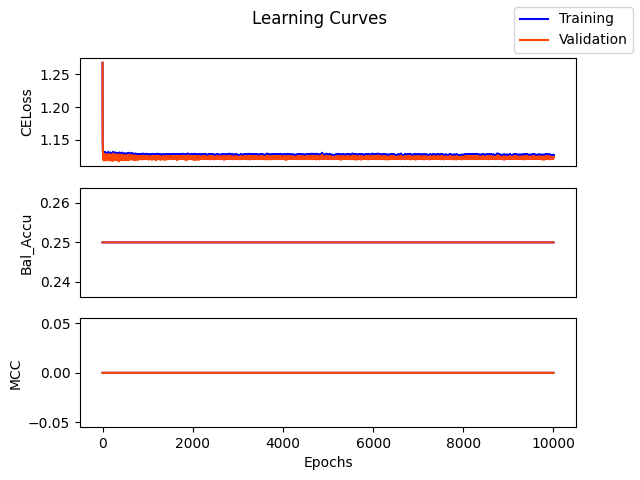 Learning Curves
Training
Validation
1.25
1.20
1.15
CELoss
0.26
0.25
0.24
Bal_Accu
0.05
0.00
−0.05
MCC
0
2000
4000
6000
8000
10000
Epochs